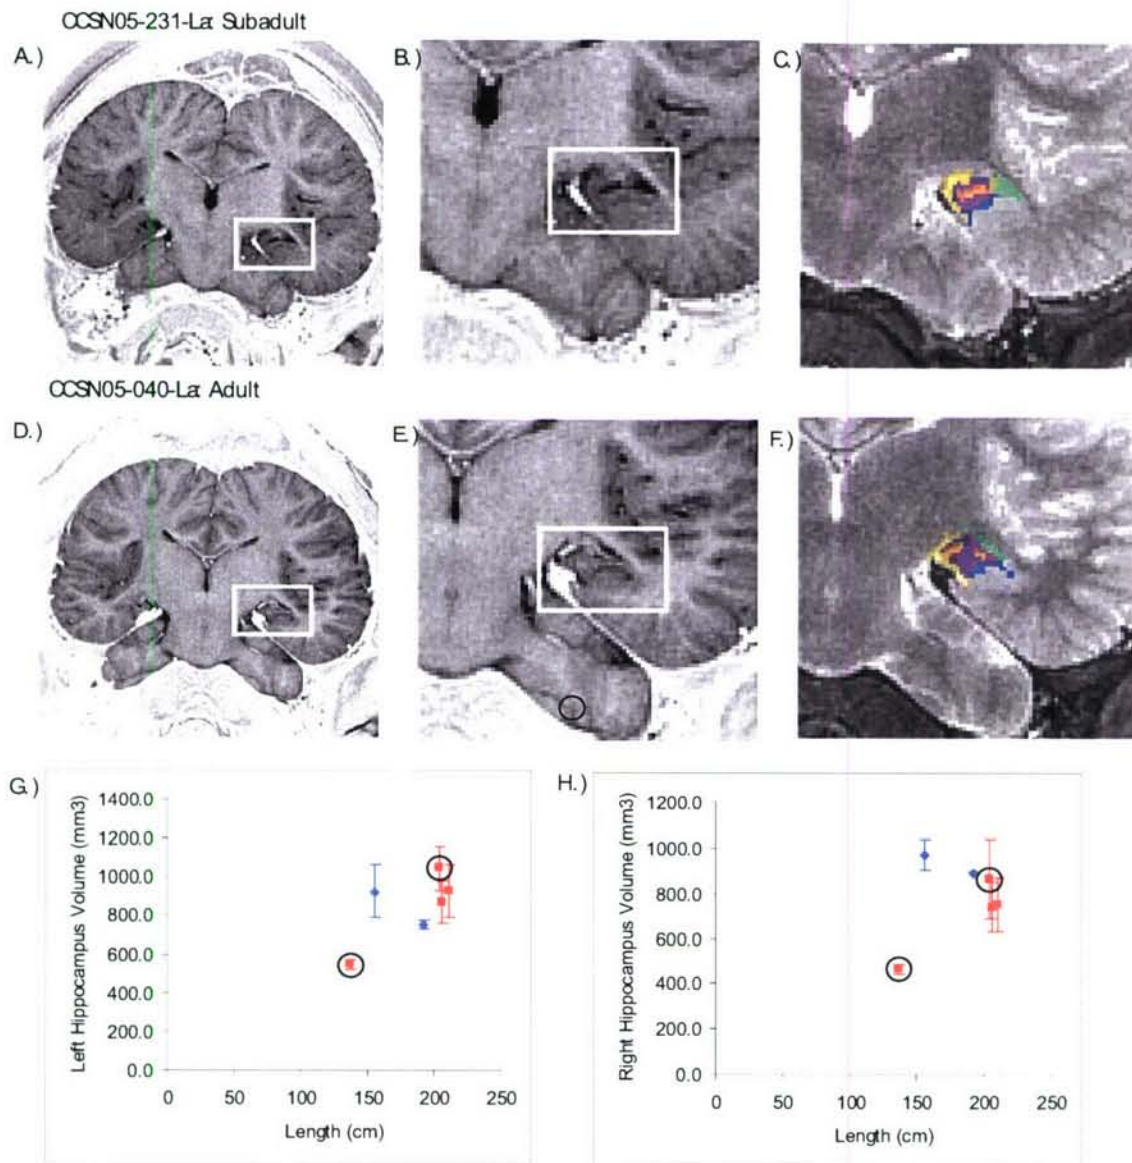 CCSN05-231-La: Subadult
A.)
B.)
C.)
CCSN05-040-La: Adult
D.)
E.)
F.)
G.)
Left Hippocampus Volume (mm3)
1400.0
1200.0
1000.0
800.0
600.0
400.0
200.0
0.0
0 50 100 150 200 250
Length (cm)
H.)
Right Hippocampus Volume (mm3)
1200.0
1000.0
800.0
600.0
400.0
200.0
0.0
0 50 100 150 200 250
Length (cm)